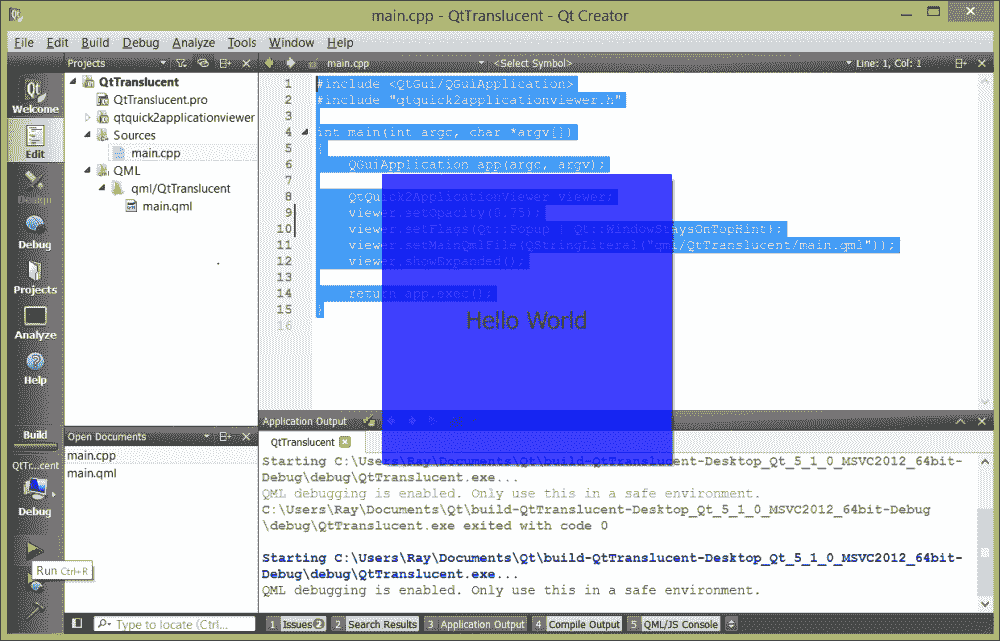 main.cpp - QtTranslucent - Qt Creator
File Edit Build Debug Analyze Tools Window Help
Projects
main.cpp
<Select Symbol>
Line: 1, Col: 1
Welcome
Edit
Design
Debug
Projects
Analyze
Help
QtTranslucent
QtTranslucent.pro
qtquick2applicationviewer
Sources
main.cpp
QML
qml/QtTranslucent
main.qml
1 #include <QtGui/QGuiApplication>
2 #include "qtquick2applicationviewer.h"
3
4 int main(int argc, char *argv[])
5 {
6 QGuiApplication app(argc, argv);
7
8 QtQuick2ApplicationViewer viewer;
9 viewer.setOpacity(0.75);
10 viewer.setFlags(Qt::Popup | Qt::WindowStaysOnTopHint);
11 viewer.setMainQmlFile(QStringLiteral("qml/QtTranslucent/main.qml"));
12 viewer.showExpanded();
13
14 return app.exec();
15 }
16
Hello World
Open Documents
main.cpp
main.qml
Build
QtTr...cent
Debug
Run Ctrl+R
Application Output
QtTranslucent
Starting C:\Users\Ray\Documents\Qt\build-QtTranslucent-Desktop_Qt_5_1_0_MSVC2012_64bit-
Debug\debug\QtTranslucent.exe...
QML debugging is enabled. Only use this in a safe environment.
C:\Users\Ray\Documents\Qt\build-QtTranslucent-Desktop_Qt_5_1_0_MSVC2012_64bit-Debug
\debug\QtTranslucent.exe exited with code 0
Starting C:\Users\Ray\Documents\Qt\build-QtTranslucent-Desktop_Qt_5_1_0_MSVC2012_64bit-
Debug\debug\QtTranslucent.exe...
QML debugging is enabled. Only use this in a safe environment.
Type to locate (Ctrl...
1 Issues 2
2 Search Results
3 Application Output
4 Compile Output
5 QML/JS Console